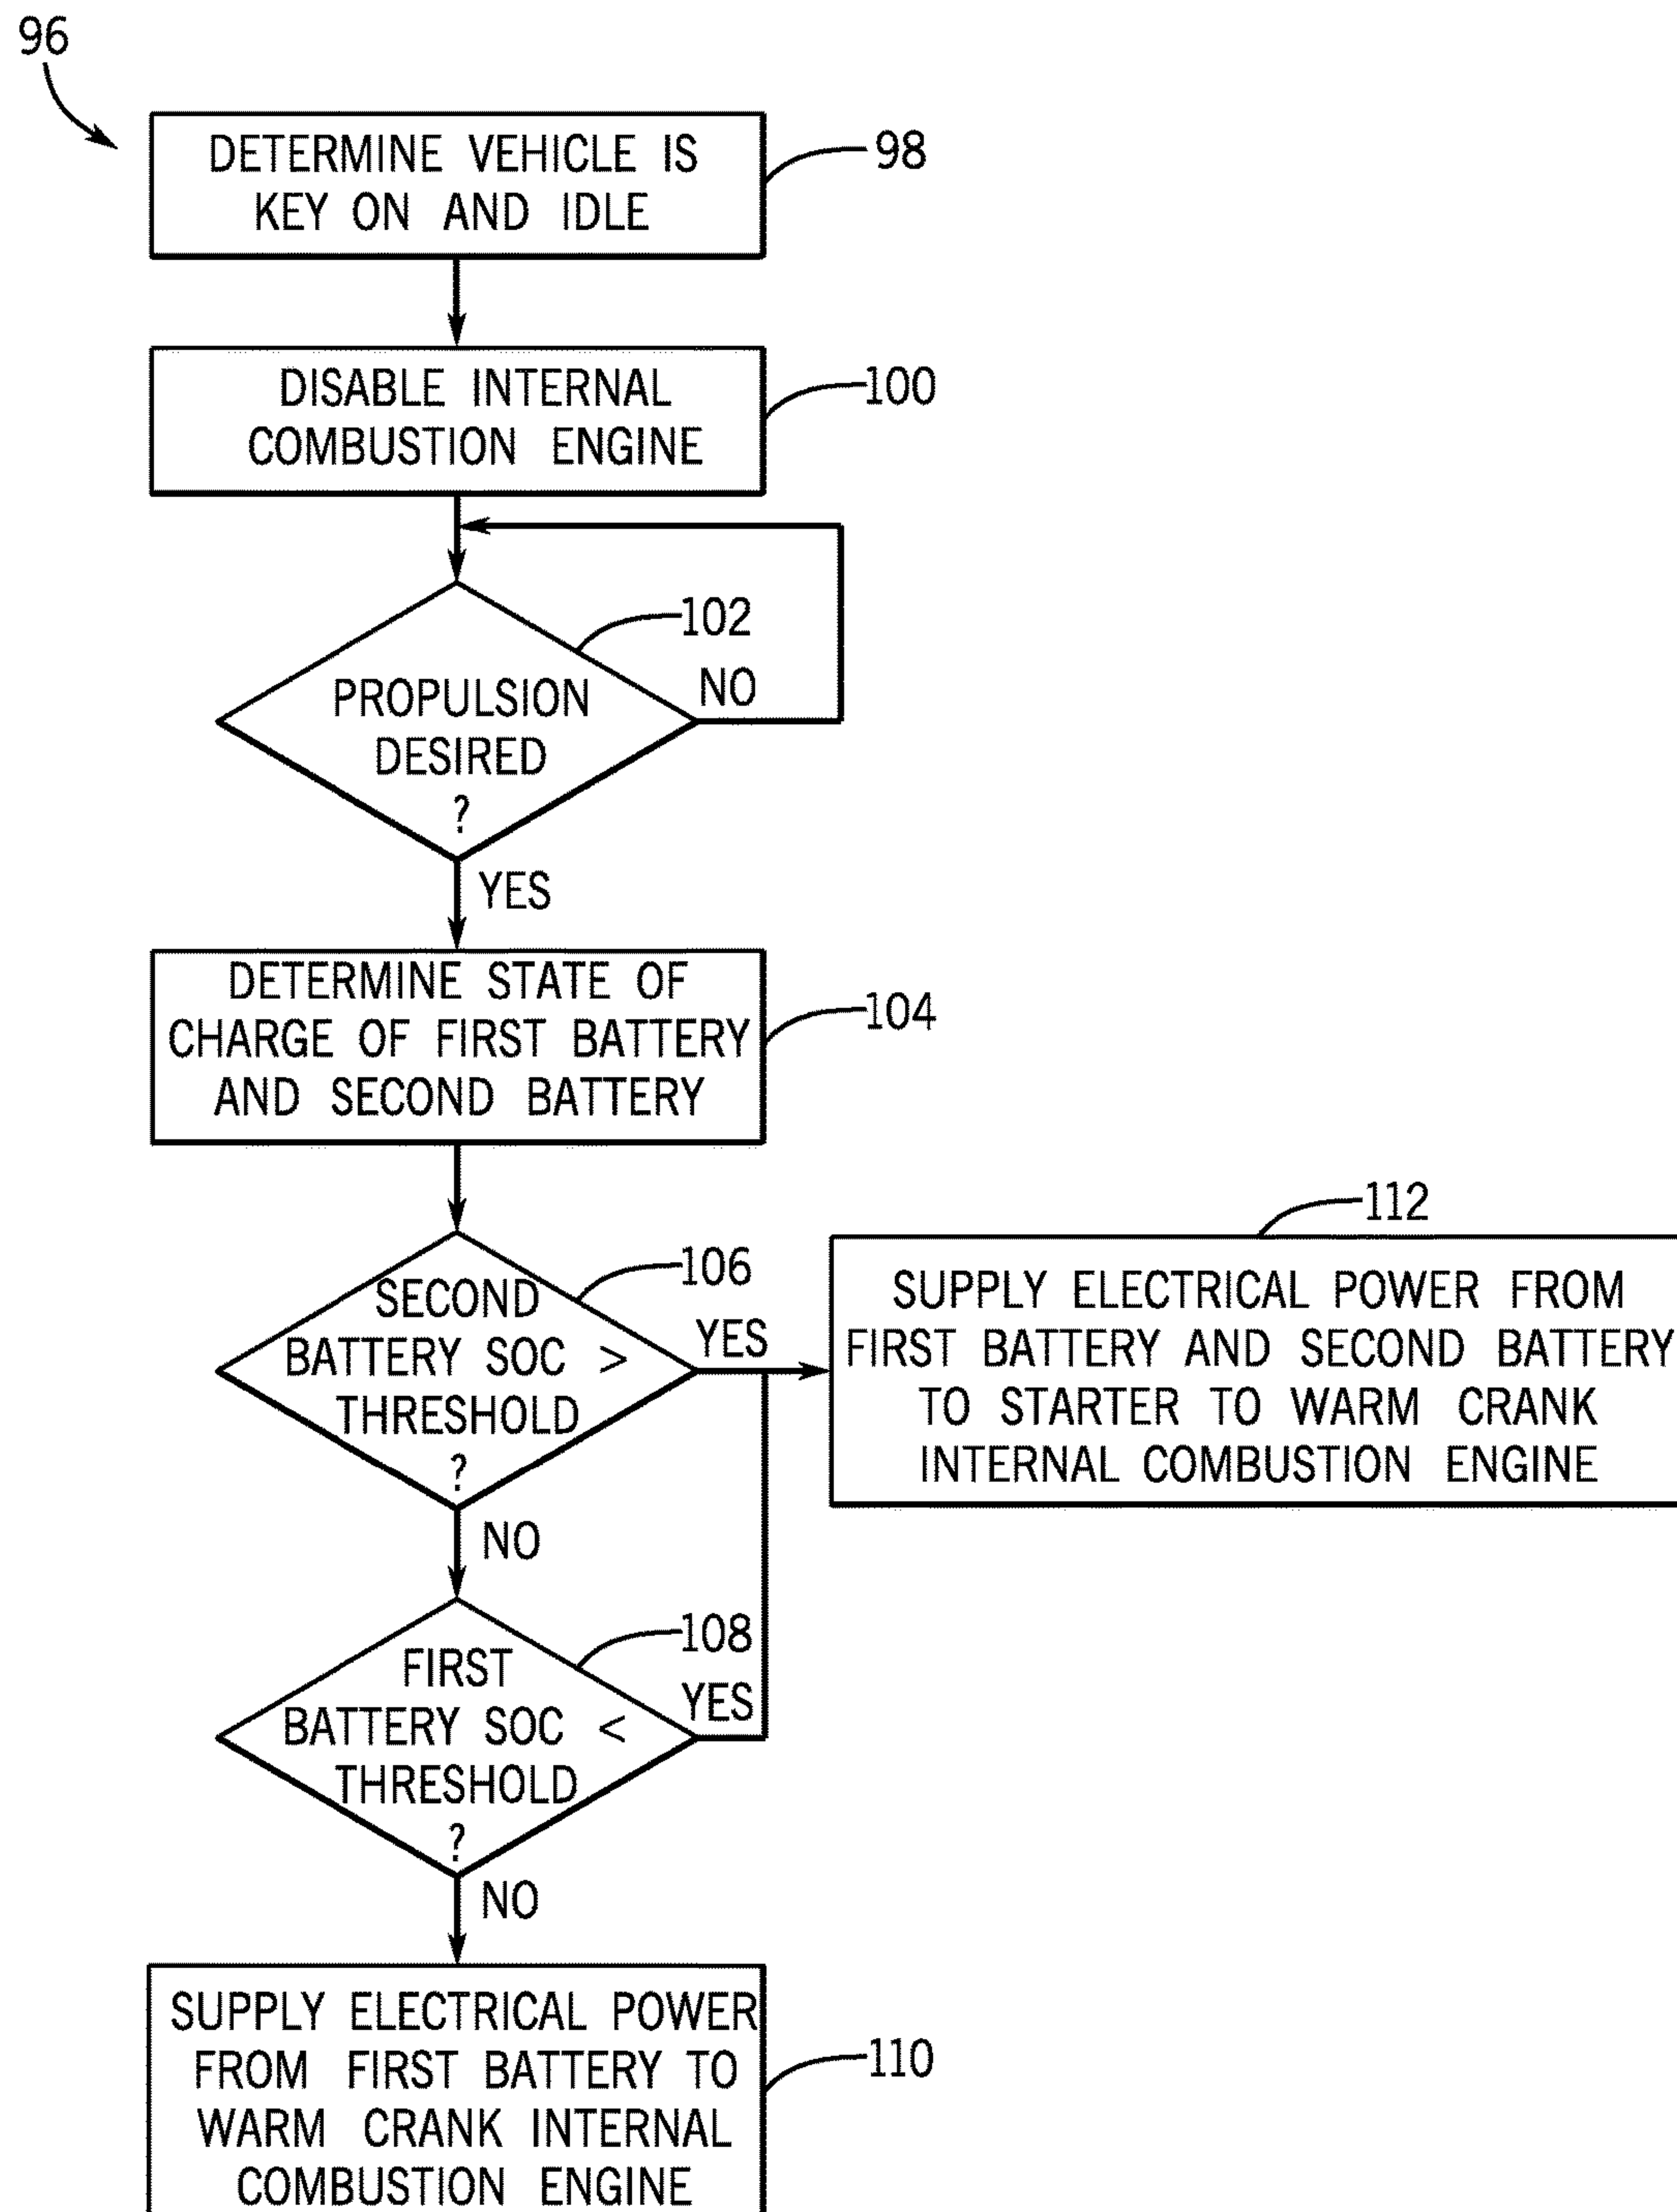 96
DETERMINE VEHICLE IS
KEY ON AND IDLE
98
DISABLE INTERNAL
COMBUSTION ENGINE
100
102
NO
PROPULSION
DESIRED
?
YES
DETERMINE STATE OF
CHARGE OF FIRST BATTERY
AND SECOND BATTERY
104
106
SECOND
BATTERY SOC >
THRESHOLD
?
YES
112
SUPPLY ELECTRICAL POWER FROM
FIRST BATTERY AND SECOND BATTERY
TO STARTER TO WARM CRANK
INTERNAL COMBUSTION ENGINE
NO
108
FIRST
BATTERY SOC <
THRESHOLD
?
YES
NO
SUPPLY ELECTRICAL POWER
FROM FIRST BATTERY TO
WARM CRANK INTERNAL
COMBUSTION ENGINE
110